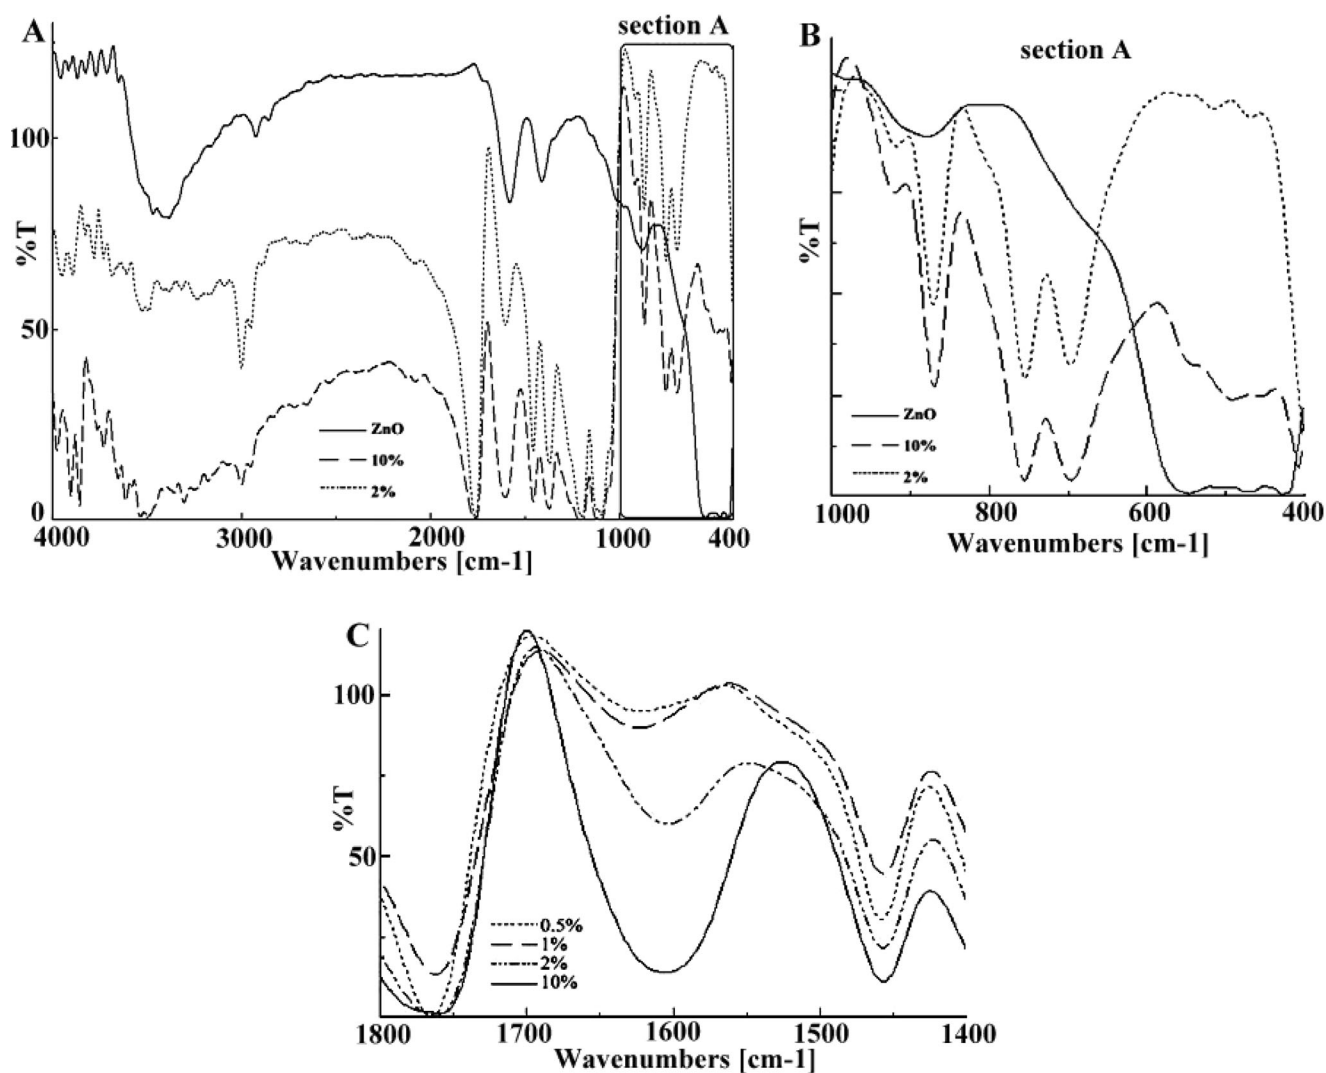 A
section A
100
%T
50
ZnO
10%
2%
0
4000 3000 2000 1000 400
Wavenumbers [cm-1]
B
section A
%T
ZnO
10%
2%
1000 800 600 400
Wavenumbers [cm-1]
C
100
%T
50
0.5%
1%
2%
10%
1800 1700 1600 1500 1400
Wavenumbers [cm-1]